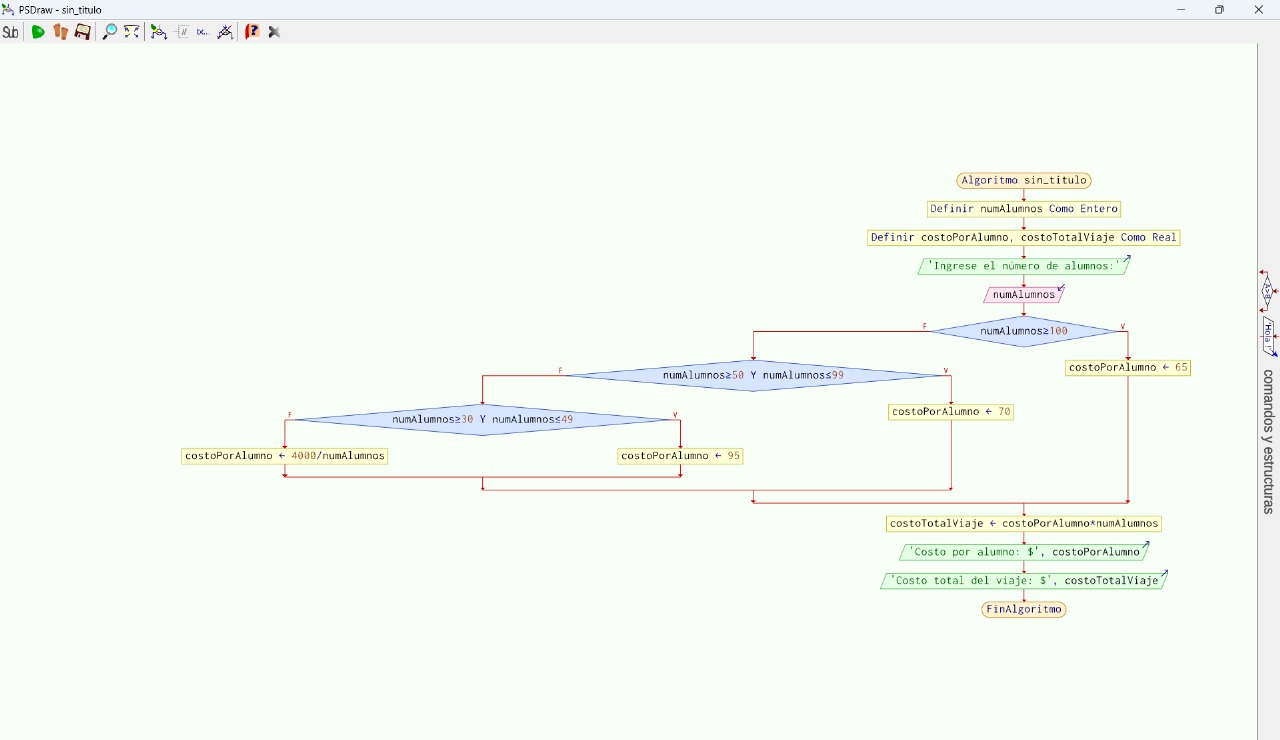 PSDraw - sin_titulo
Sub
Algoritmo sin_titulo
Definir numAlumnos Como Entero
Definir costoPorAlumno, costoTotalViaje Como Real
'Ingrese el número de alumnos:'
numAlumnos
F numAlumnos≥100 V
costoPorAlumno ← 65
F numAlumnos≥50 Y numAlumnos≤99 V
costoPorAlumno ← 70
F numAlumnos≥30 Y numAlumnos≤49 V
costoPorAlumno ← 4000/numAlumnos
costoPorAlumno ← 95
costoTotalViaje ← costoPorAlumno*numAlumnos
'Costo por alumno: $', costoPorAlumno
'Costo total del viaje: $', costoTotalViaje
FinAlgoritmo
A>B
"Hola !"
comandos y estructuras